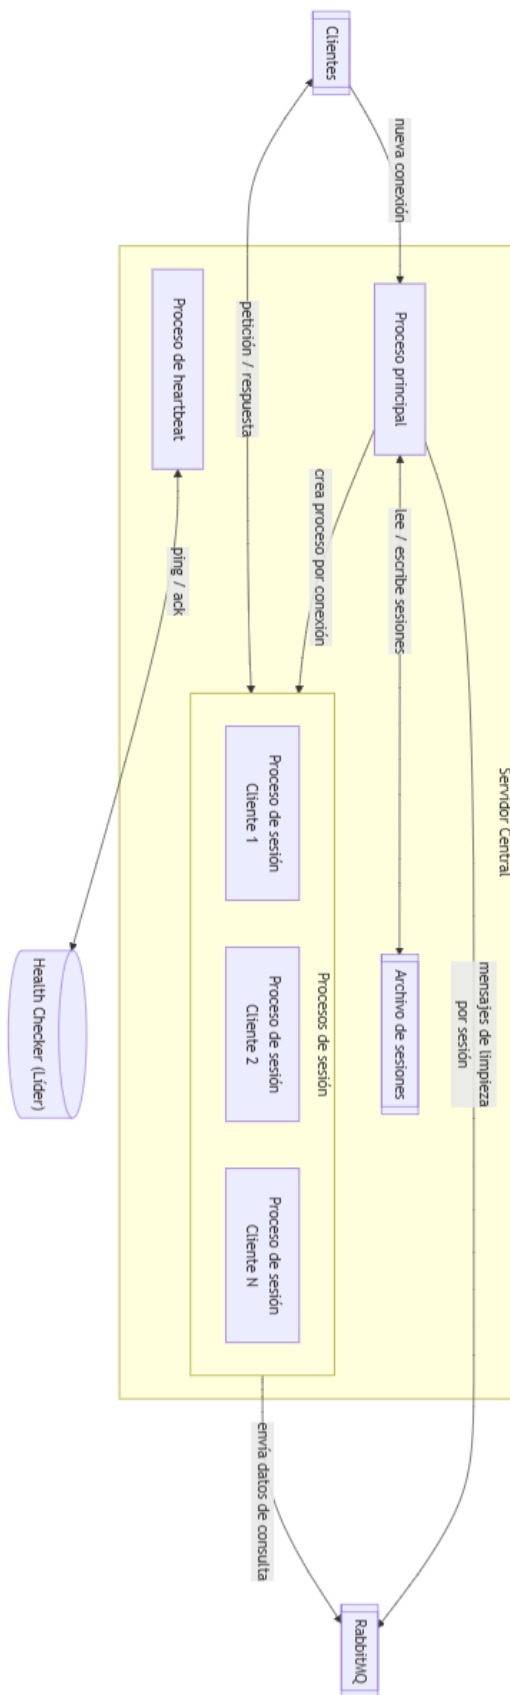 Clientes
nueva conexión
petición / respuesta
Proceso principal
Proceso de heartbeat
crea proceso por conexión
lee / escribe sesiones
ping / ack
Servidor Central
Procesos de sesión
Proceso de sesión
Cliente 1
Proceso de sesión
Cliente 2
Proceso de sesión
Cliente N
Archivo de sesiones
mensajes de limpieza
por sesión
Health Checker (Líder)
envía datos de consulta
RabbitMQ